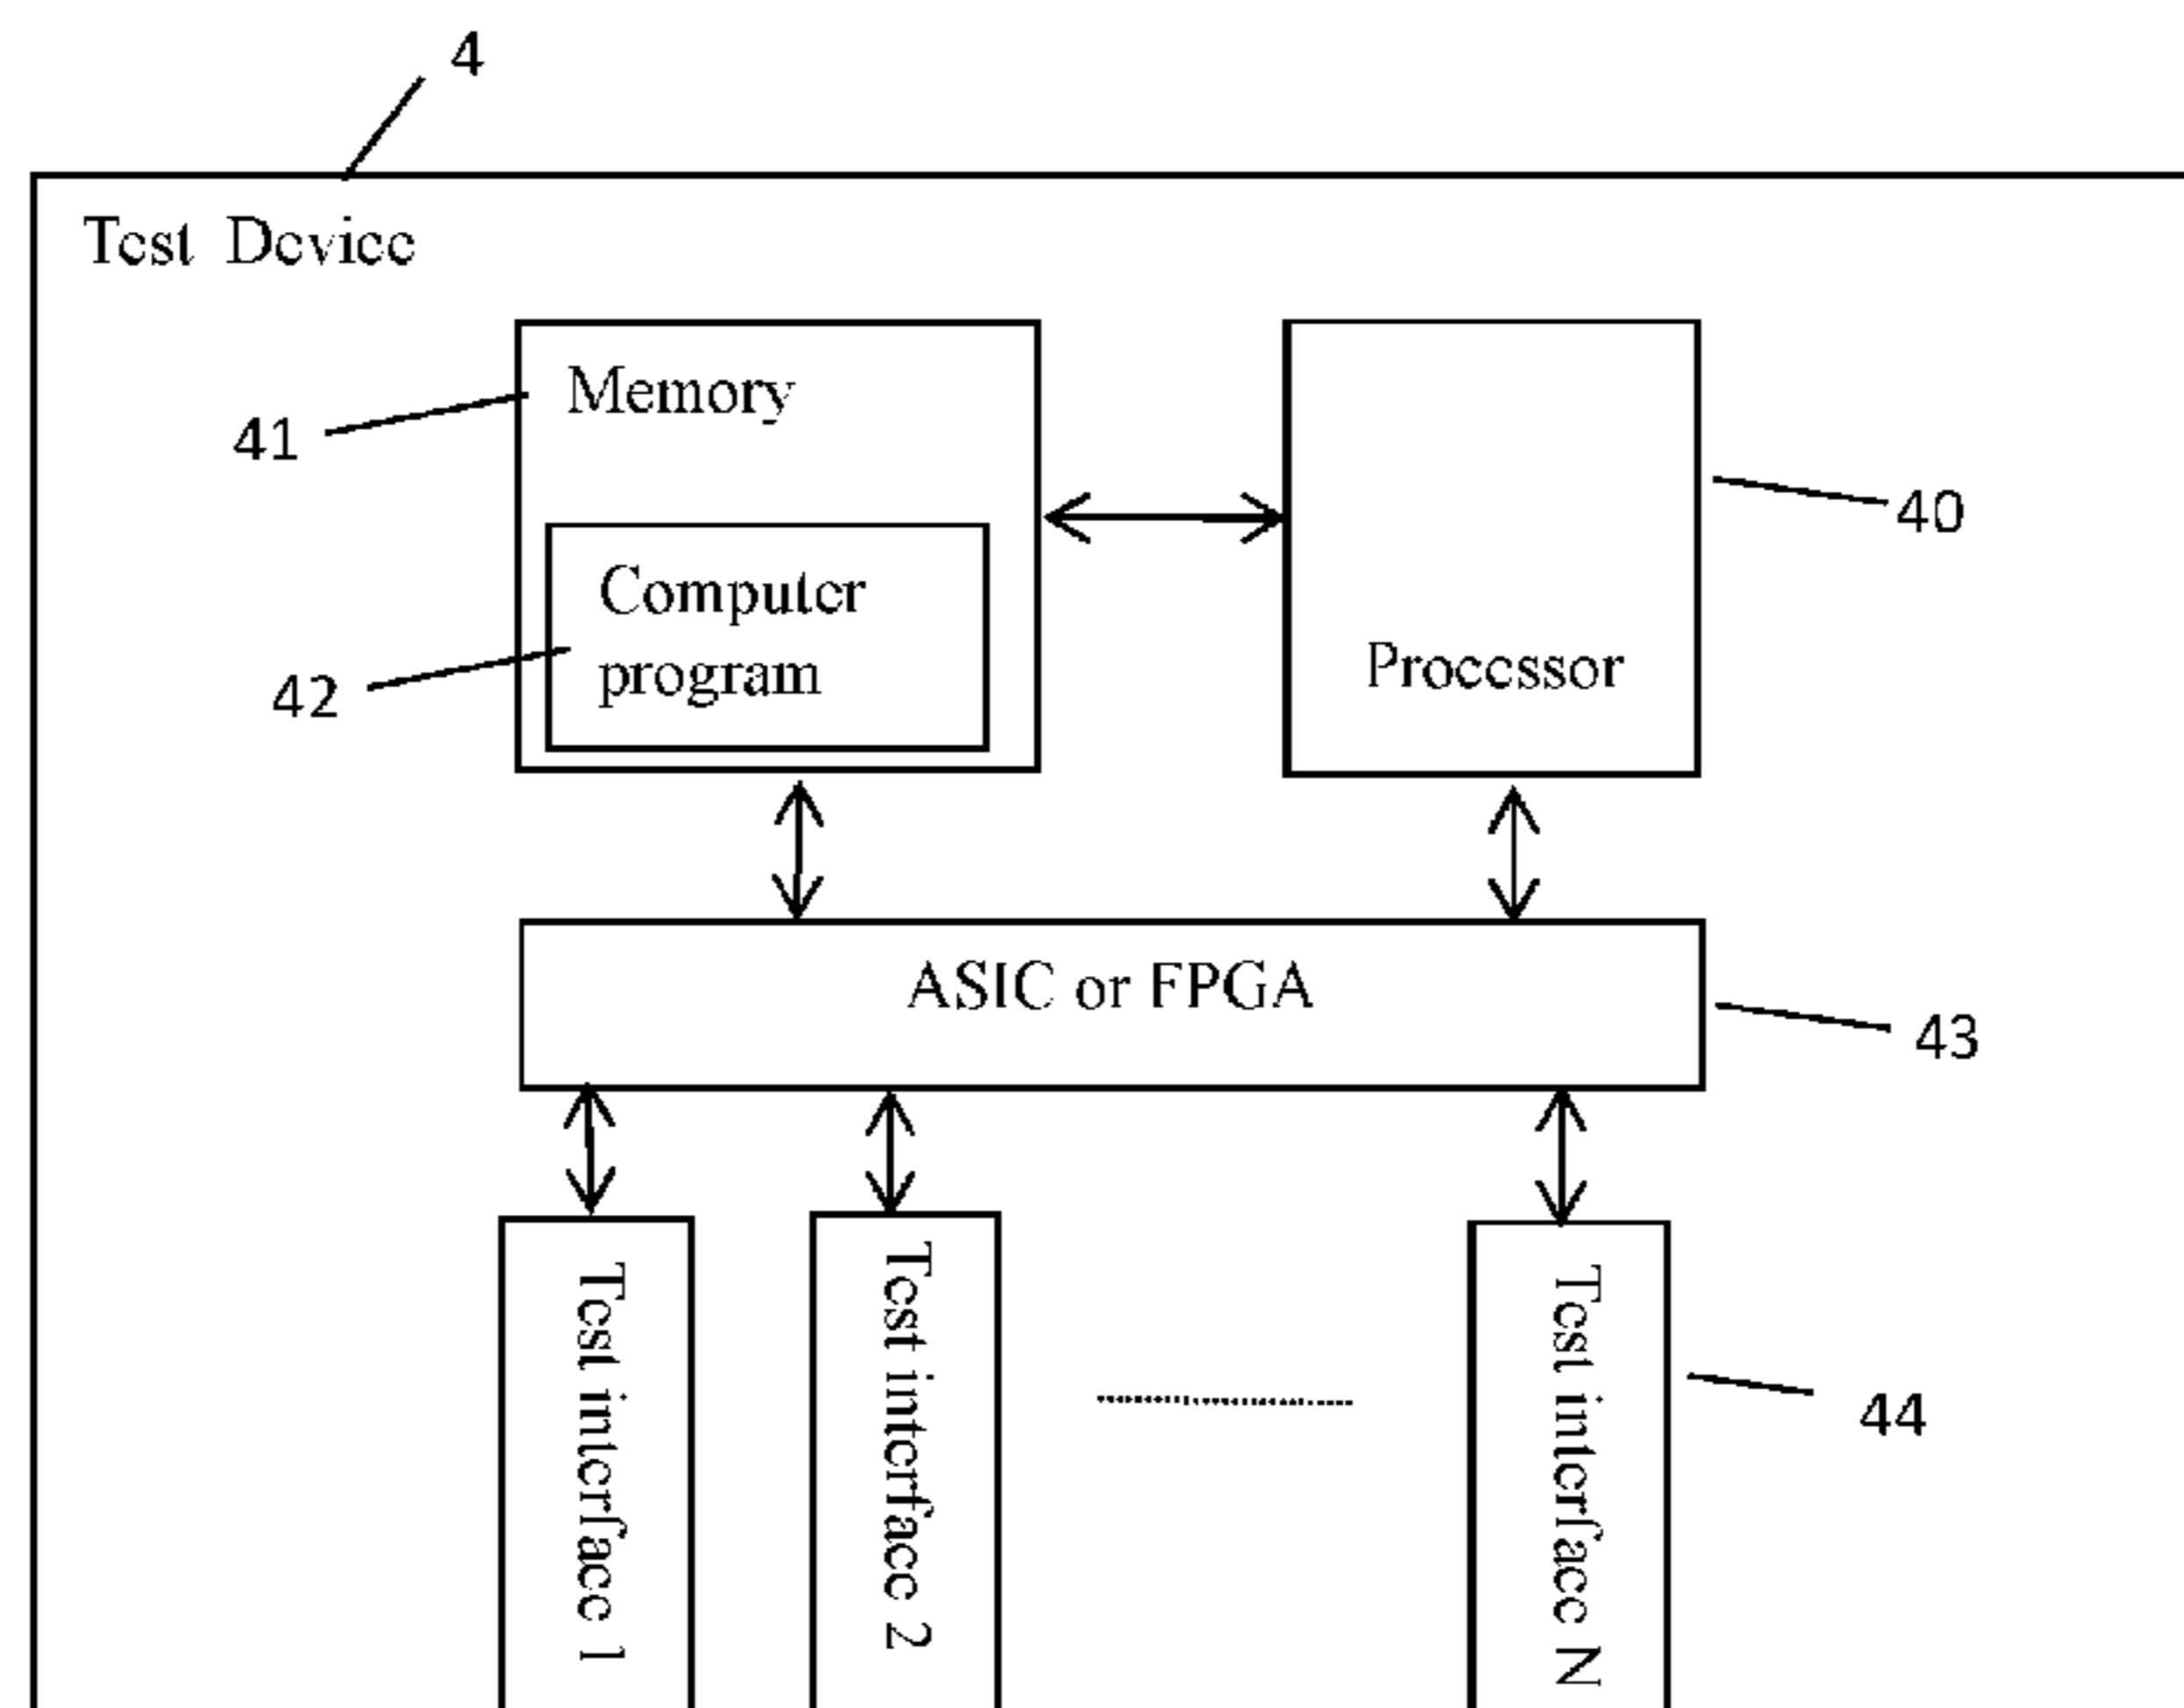 4
Test Device
Memory
41
40
Computer
program
42
Processor
ASIC or FPGA
43
Test interface 1
Test interface 2
Test interface N
44